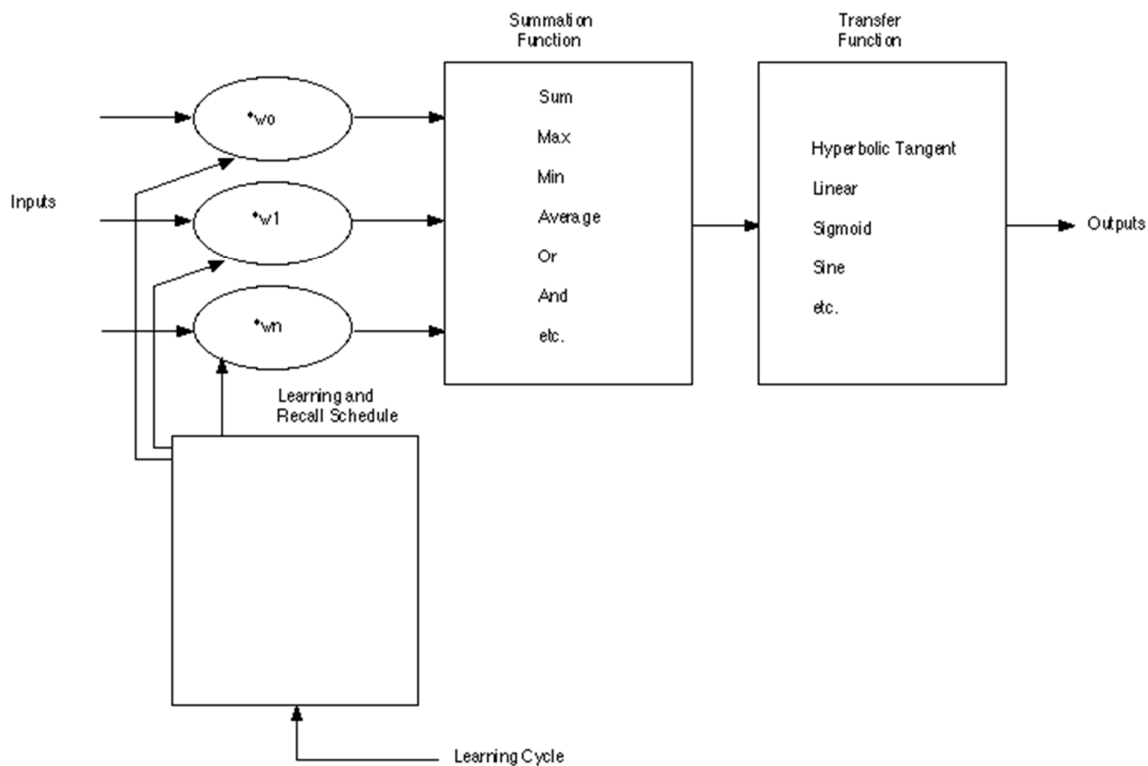 Summation
Function
Transfer
Function
Sum
Max
Min
Average
Or
And
etc.
Hyperbolic Tangent
Linear
Sigmoid
Sine
etc.
Inputs
*wo
*w1
*wn
Outputs
Learning and
Recall Schedule
Learning Cycle